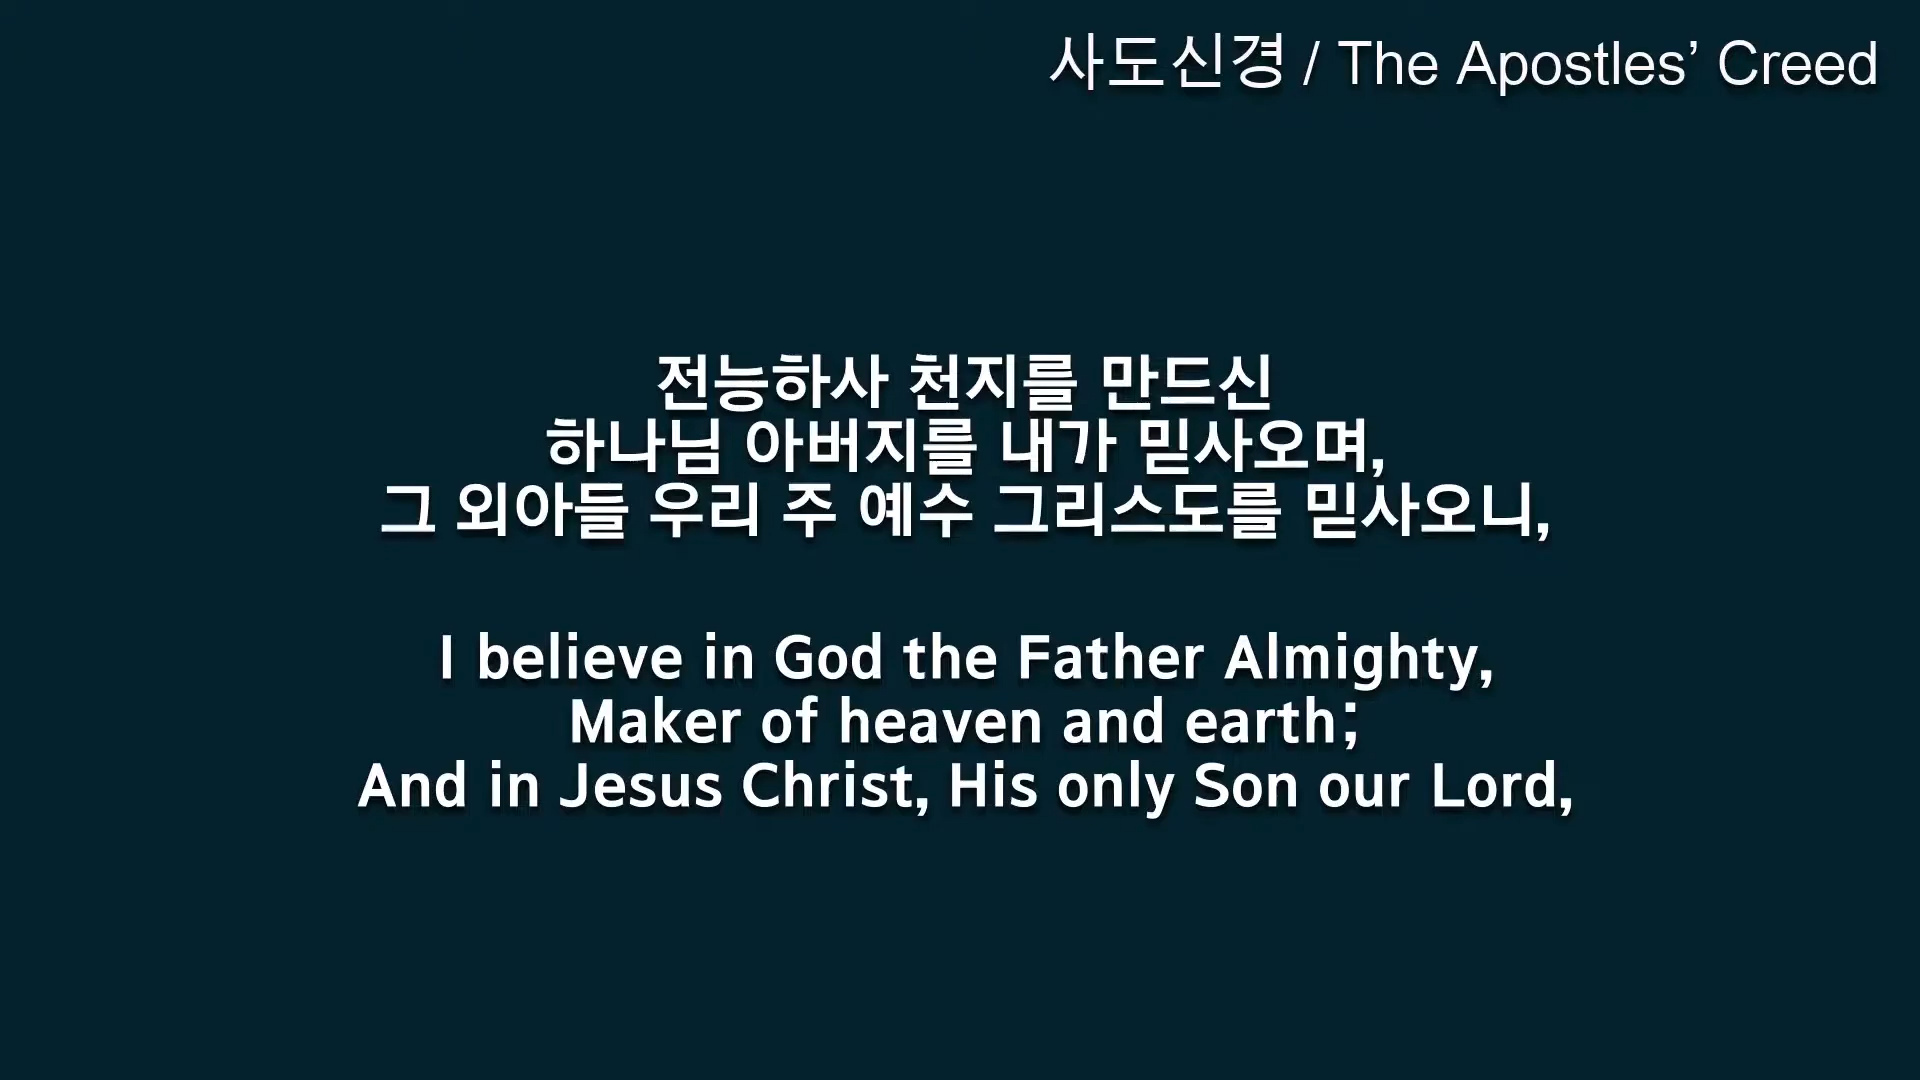 사도신경 / The Apostles’ Creed
전능하사 천지를 만드신
하나님 아버지를 내가 믿사오며,
그 외아들 우리 주 예수 그리스도를 믿사오니,
I believe in God the Father Almighty,
Maker of heaven and earth;
And in Jesus Christ, His only Son our Lord,